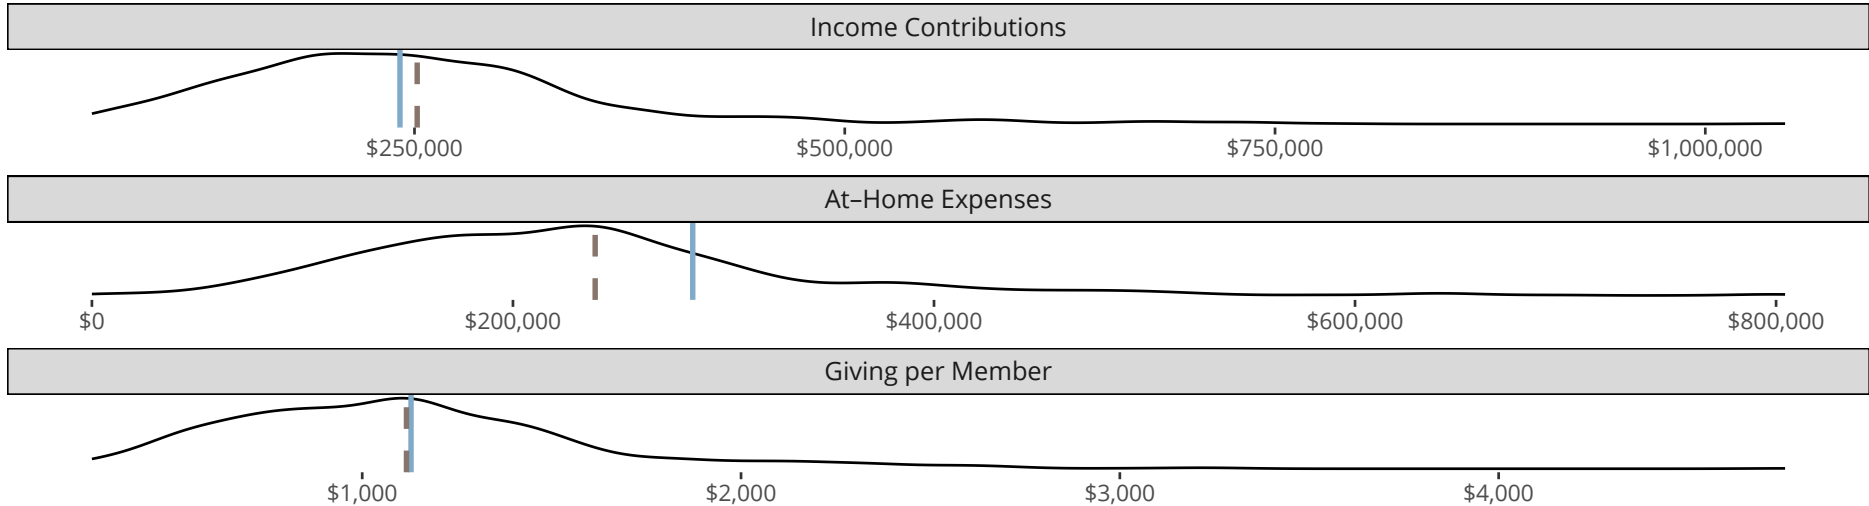 Income Contributions
$250,000 $500,000 $750,000 $1,000,000
At–Home Expenses
$0 $200,000 $400,000 $600,000 $800,000
Giving per Member
$1,000 $2,000 $3,000 $4,000